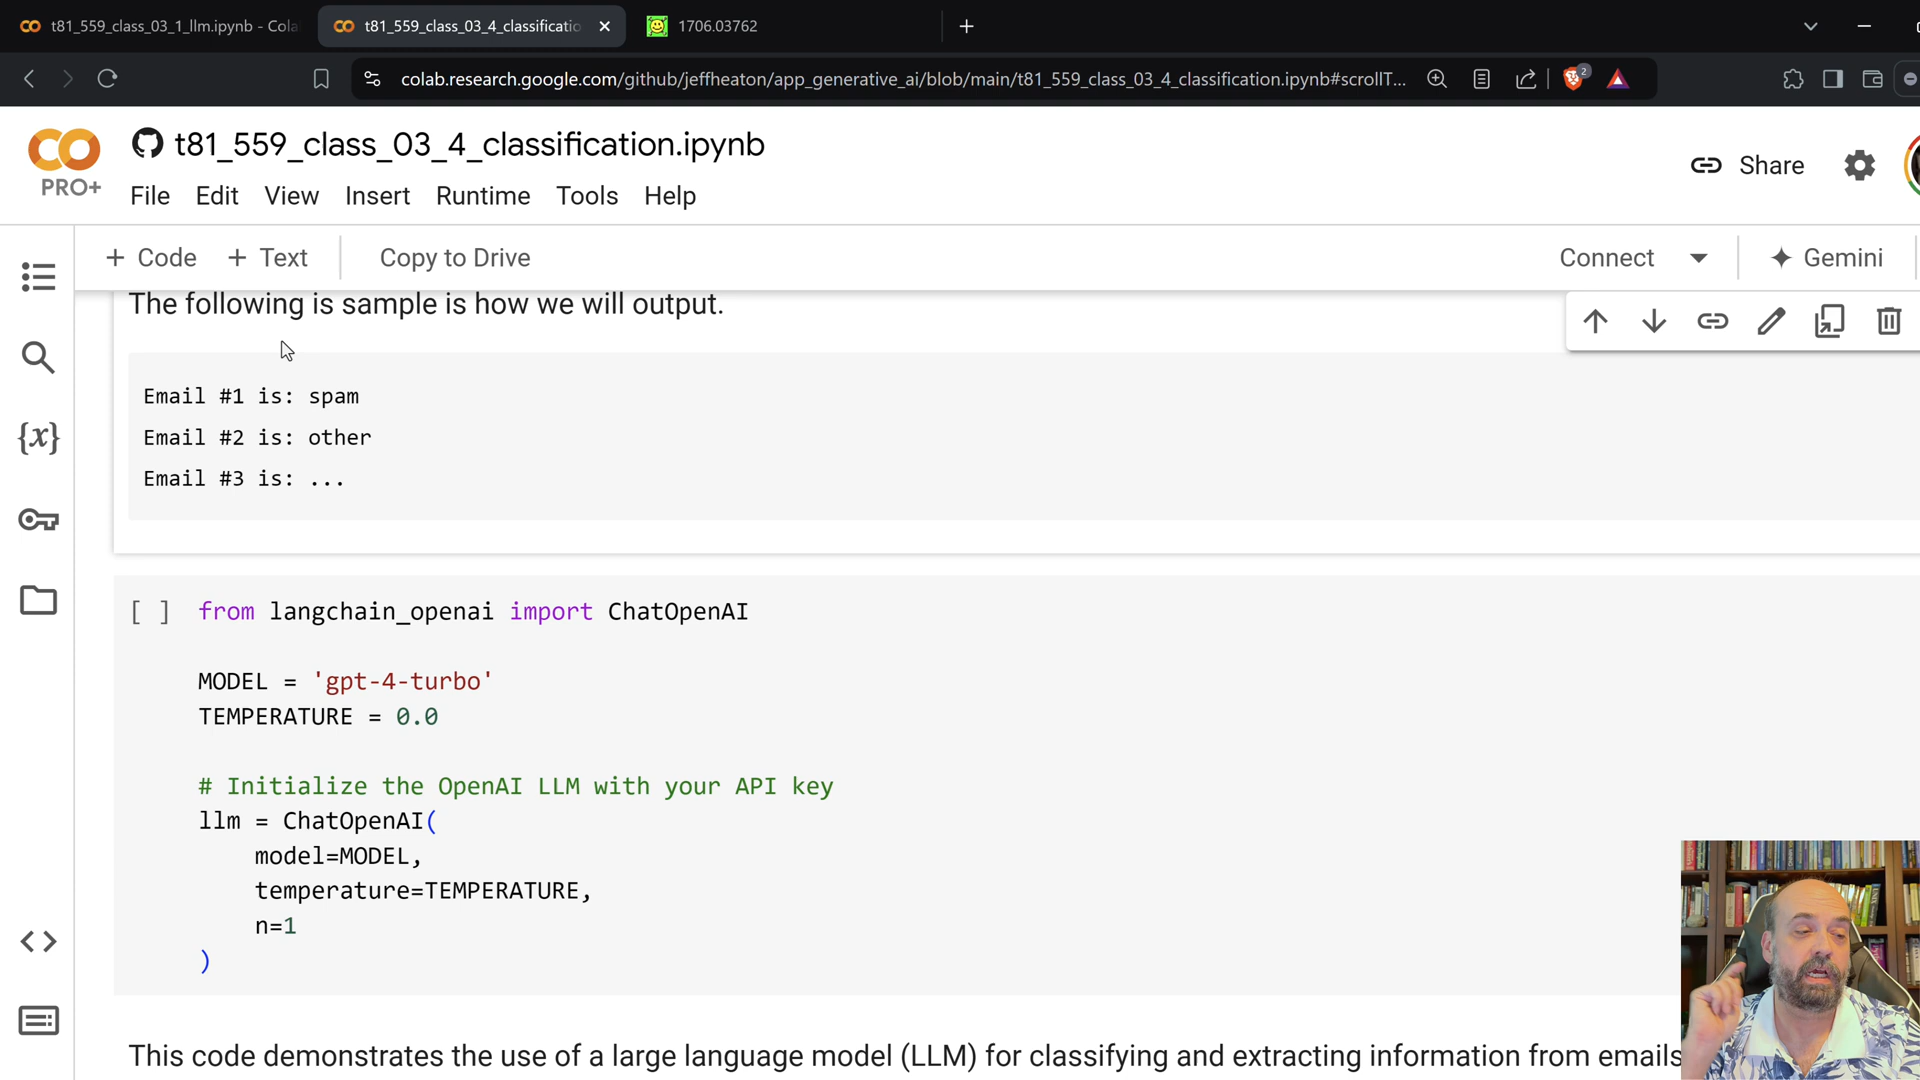 t81_559_class_03_1_llm.ipynb - Cola
t81_559_class_03_4_classificatio
1706.03762
colab.research.google.com/github/jeffheaton/app_generative_ai/blob/main/t81_559_class_03_4_classification.ipynb#scrollT...
2
t81_559_class_03_4_classification.ipynb
PRO+
File Edit View Insert Runtime Tools Help
Share
+ Code + Text Copy to Drive
Connect Gemini
The following is sample is how we will output.
Email #1 is: spam
Email #2 is: other
Email #3 is: ...
[ ] from langchain_openai import ChatOpenAI
MODEL = 'gpt-4-turbo'
TEMPERATURE = 0.0
# Initialize the OpenAI LLM with your API key
llm = ChatOpenAI(
model=MODEL,
temperature=TEMPERATURE,
n=1
)
This code demonstrates the use of a large language model (LLM) for classifying and extracting information from emails